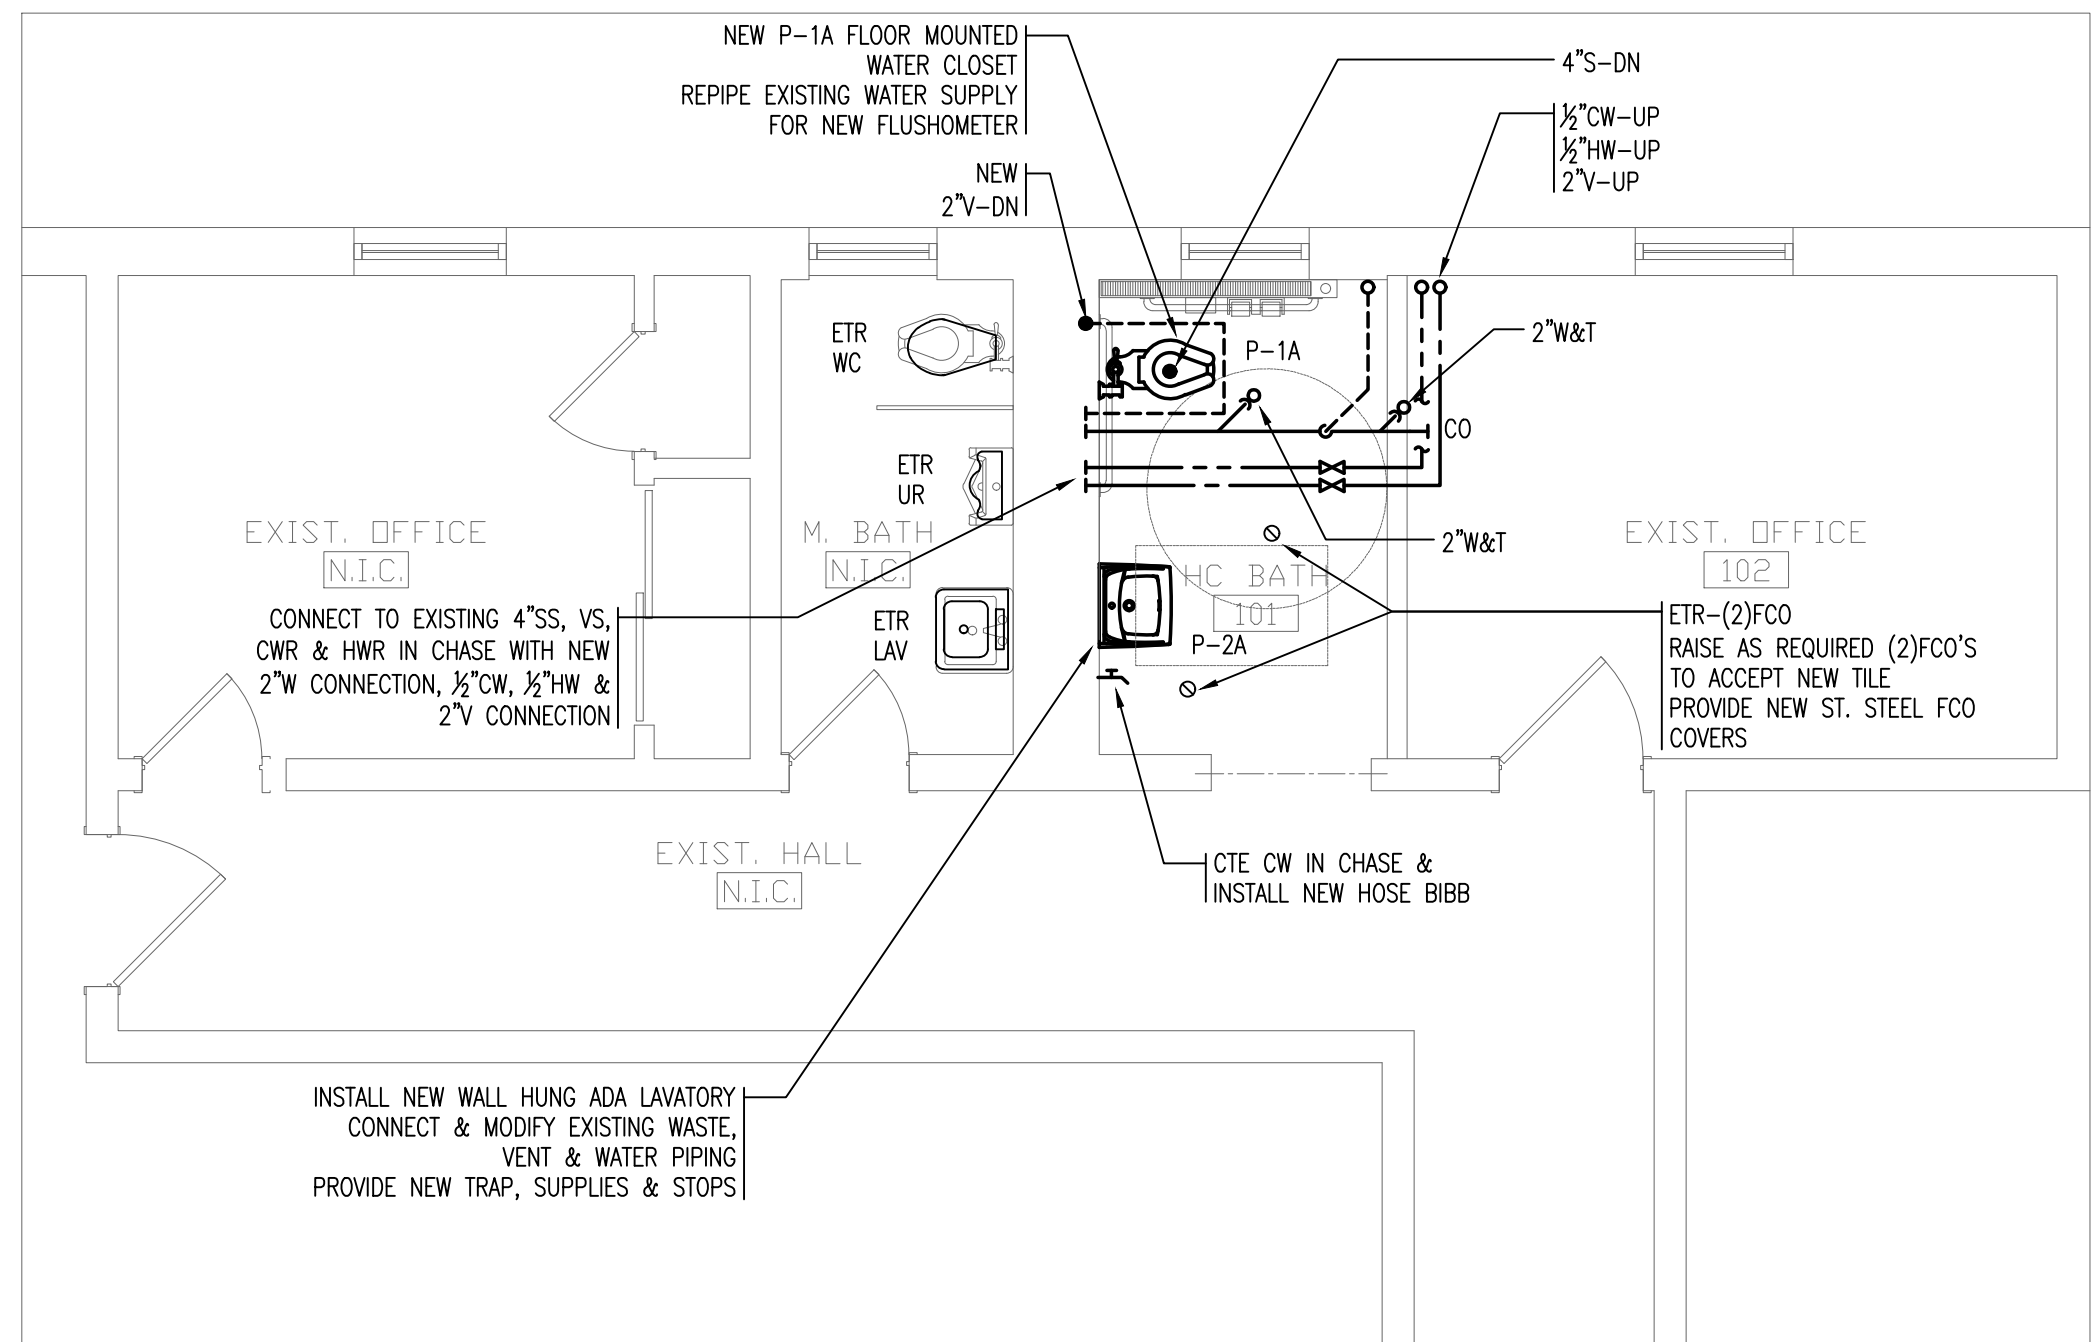 NEW P-1A FLOOR MOUNTED
WATER CLOSET
REPIPE EXISTING WATER SUPPLY
FOR NEW FLUSHOMETER
4"S-DN
½"CW-UP
½"HW-UP
2"V-UP
NEW
2"V-DN
ETR
WC
P-1A
2"W&T
CO
ETR
UR
2"W&T
EXIST. OFFICE
N.I.C.
M. BATH
N.I.C.
HC BATH
101
EXIST. OFFICE
102
CONNECT TO EXISTING 4"SS, VS,
CWR & HWR IN CHASE WITH NEW
2"W CONNECTION, ½"CW, ½"HW &
2"V CONNECTION
ETR
LAV
P-2A
ETR-(2)FCO
RAISE AS REQUIRED (2)FCO'S
TO ACCEPT NEW TILE
PROVIDE NEW ST. STEEL FCO
COVERS
EXIST. HALL
N.I.C.
CTE CW IN CHASE &
INSTALL NEW HOSE BIBB
INSTALL NEW WALL HUNG ADA LAVATORY
CONNECT & MODIFY EXISTING WASTE,
VENT & WATER PIPING
PROVIDE NEW TRAP, SUPPLIES & STOPS